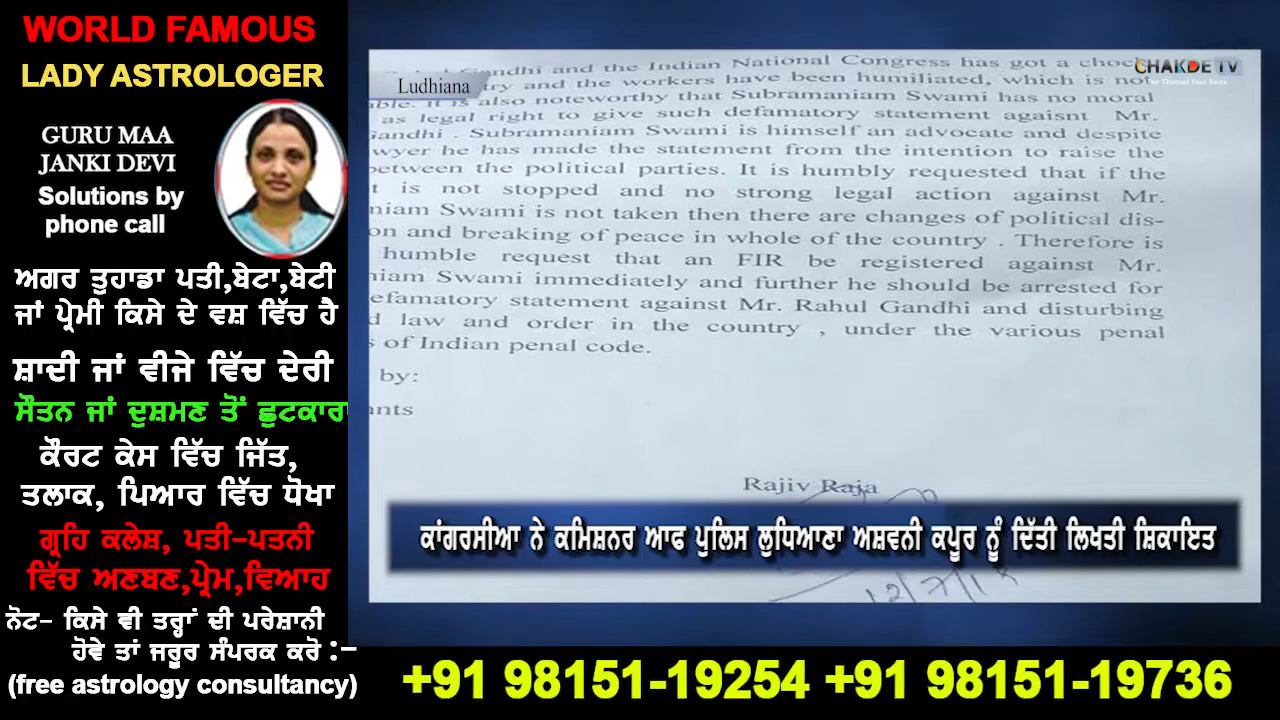 WORLD FAMOUS
LADY ASTROLOGER
GURU MAA
JANKI DEVI
Solutions by
phone call
ਅਗਰ ਤੁਹਾਡਾ ਪਤੀ,ਬੇਟਾ,ਬੇਟੀ
ਜਾਂ ਪ੍ਰੇਮੀ ਕਿਸੇ ਦੇ ਵਸ਼ ਵਿੱਚ ਹੈ
ਸ਼ਾਦੀ ਜਾਂ ਵੀਜੇ ਵਿੱਚ ਦੇਰੀ
ਸੌਤਨ ਜਾਂ ਦੁਸ਼ਮਣ ਤੋਂ ਛੁਟਕਾਰਾ
ਕੌਰਟ ਕੇਸ ਵਿੱਚ ਜਿੱਤ,
ਤਲਾਕ, ਪਿਆਰ ਵਿੱਚ ਧੋਖਾ
ਗ੍ਰਹਿ ਕਲੇਸ਼, ਪਤੀ-ਪਤਨੀ
ਵਿੱਚ ਅਣਬਣ,ਪ੍ਰੇਮ,ਵਿਆਹ
ਨੋਟ- ਕਿਸੇ ਵੀ ਤਰ੍ਹਾਂ ਦੀ ਪਰੇਸ਼ਾਨੀ
ਹੋਵੇ ਤਾਂ ਜਰੂਰ ਸੰਪਰਕ ਕਰੋ :-
(free astrology consultancy)
Ludhiana
CHAKDE TV
The Channel Your Voice
Gandhi and the Indian National Congress has got a
and the workers have been humiliated, which is not
able. It is also noteworthy that Subramaniam Swami has no moral
as legal right to give such defamatory statement agaisnt Mr.
Gandhi . Subramaniam Swami is himself an advocate and despite
wyer he has made the statement from the intention to raise the
between the political parties. It is humbly requested that if the
t is not stopped and no strong legal action against Mr.
niam Swami is not taken then there are changes of political dis-
on and breaking of peace in whole of the country . Therefore is
humble request that an FIR be registered against Mr.
niam Swami immediately and further he should be arrested for
efamatory statement against Mr. Rahul Gandhi and disturbing
d law and order in the country , under the various penal
s of Indian penal code.
by:
ants
Rajiv Raja
ਕਾਂਗਰਸੀਆ ਨੇ ਕਮਿਸ਼ਨਰ ਆਫ ਪੁਲਿਸ ਲੁਧਿਆਣਾ ਅਸ਼ਵਨੀ ਕਪੂਰ ਨੂੰ ਦਿੱਤੀ ਲਿਖਤੀ ਸ਼ਿਕਾਇਤ
+91 98151-19254 +91 98151-19736